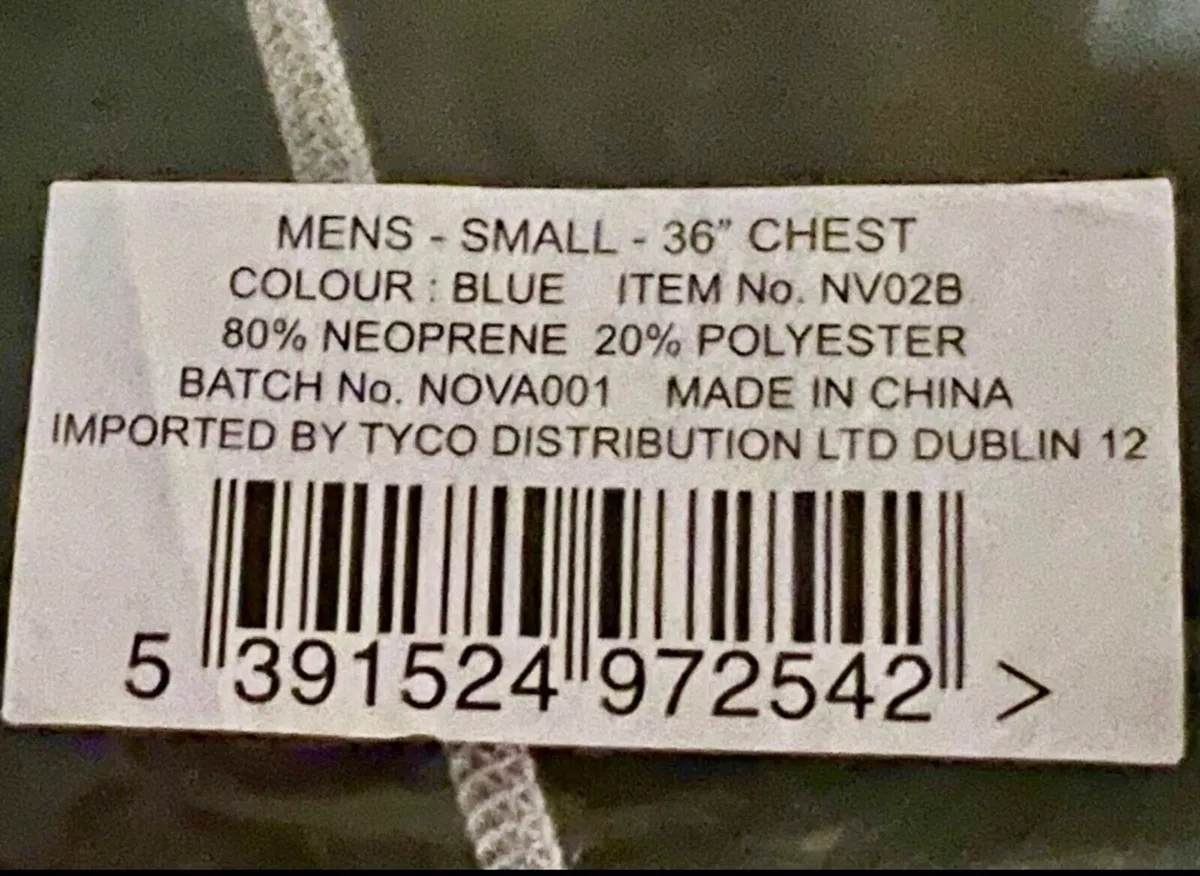 MENS - SMALL - 36” CHEST
COLOUR : BLUE ITEM No. NV02B
80% NEOPRENE 20% POLYESTER
BATCH No. NOVA001 MADE IN CHINA
IMPORTED BY TYCO DISTRIBUTION LTD DUBLIN 12
5 391524 972542 >